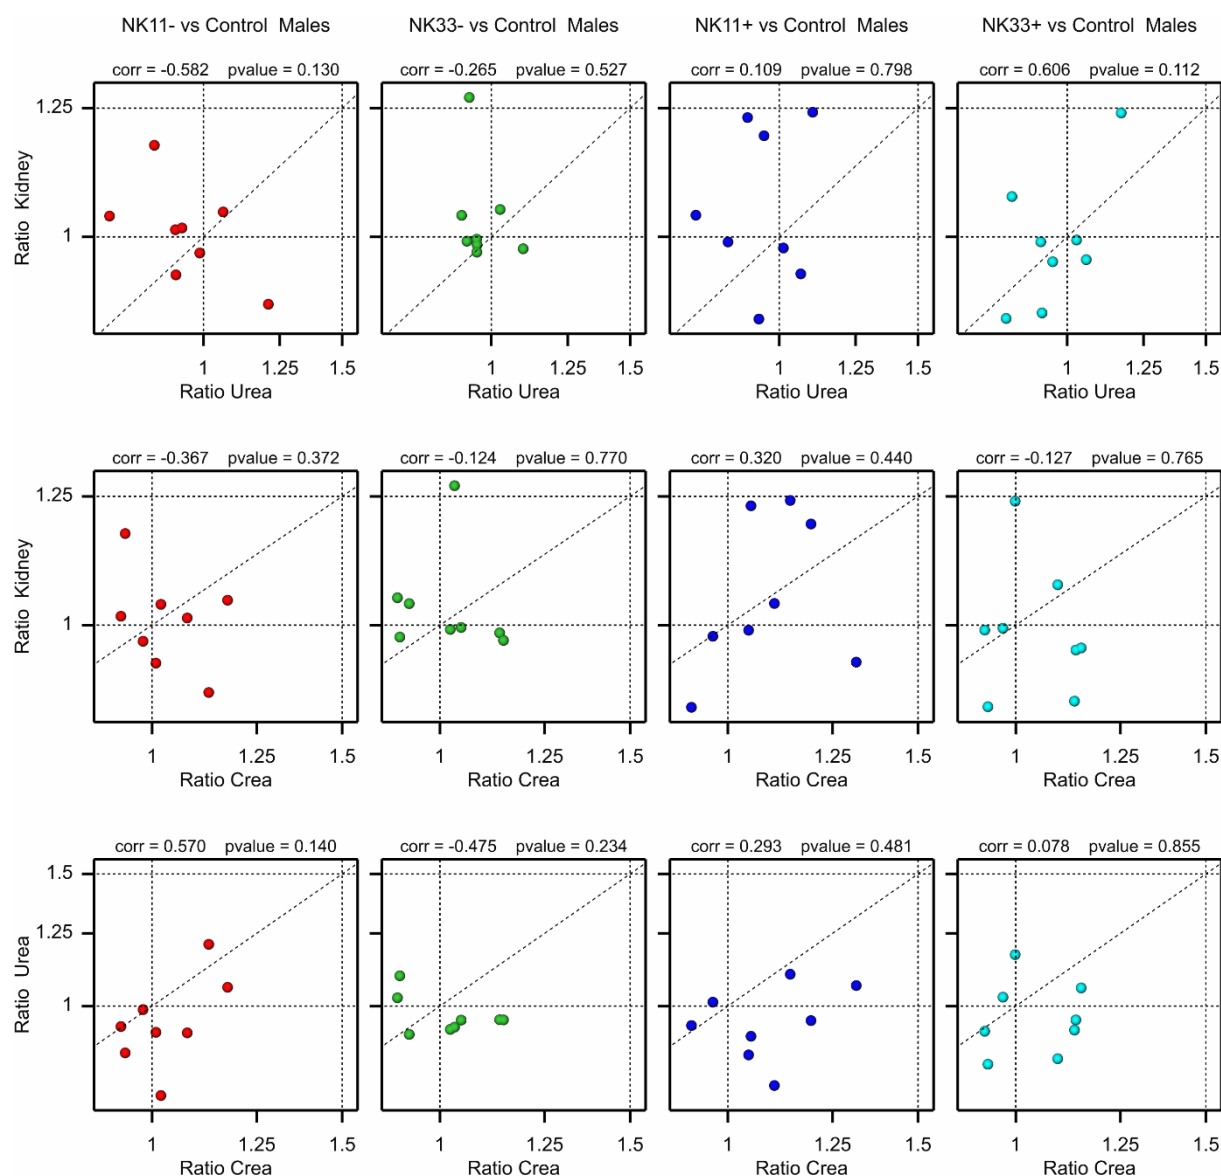 NK11- vs Control Males NK33- vs Control Males NK11+ vs Control Males NK33+ vs Control Males
corr = -0.582 pvalue = 0.130 corr = -0.265 pvalue = 0.527 corr = 0.109 pvalue = 0.798 corr = 0.606 pvalue = 0.112
1.25
Ratio Kidney
1
1 1.25 1.5 1 1.25 1.5 1 1.25 1.5 1 1.25 1.5
Ratio Urea Ratio Urea Ratio Urea Ratio Urea
corr = -0.367 pvalue = 0.372 corr = -0.124 pvalue = 0.770 corr = 0.320 pvalue = 0.440 corr = -0.127 pvalue = 0.765
1.25
Ratio Kidney
1
1 1.25 1.5 1 1.25 1.5 1 1.25 1.5 1 1.25 1.5
Ratio Crea Ratio Crea Ratio Crea Ratio Crea
corr = 0.570 pvalue = 0.140 corr = -0.475 pvalue = 0.234 corr = 0.293 pvalue = 0.481 corr = 0.078 pvalue = 0.855
1.5
1.25
Ratio Urea
1
1 1.25 1.5 1 1.25 1.5 1 1.25 1.5 1 1.25 1.5
Ratio Crea Ratio Crea Ratio Crea Ratio Crea